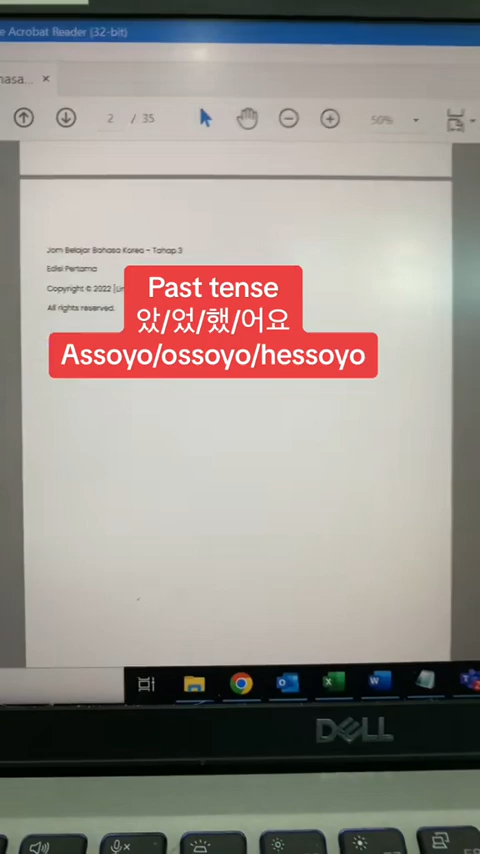 e Acrobat Reader (32-bit)
hasa...
2 / 35
50%
Jom Belajar Bahasa Korea - Tahap 3
Edisi Pertama
Copyright © 2022
All rights reserved.
Past tense
았/었/했/어요
Assoyo/ossoyo/hessoyo
DELL